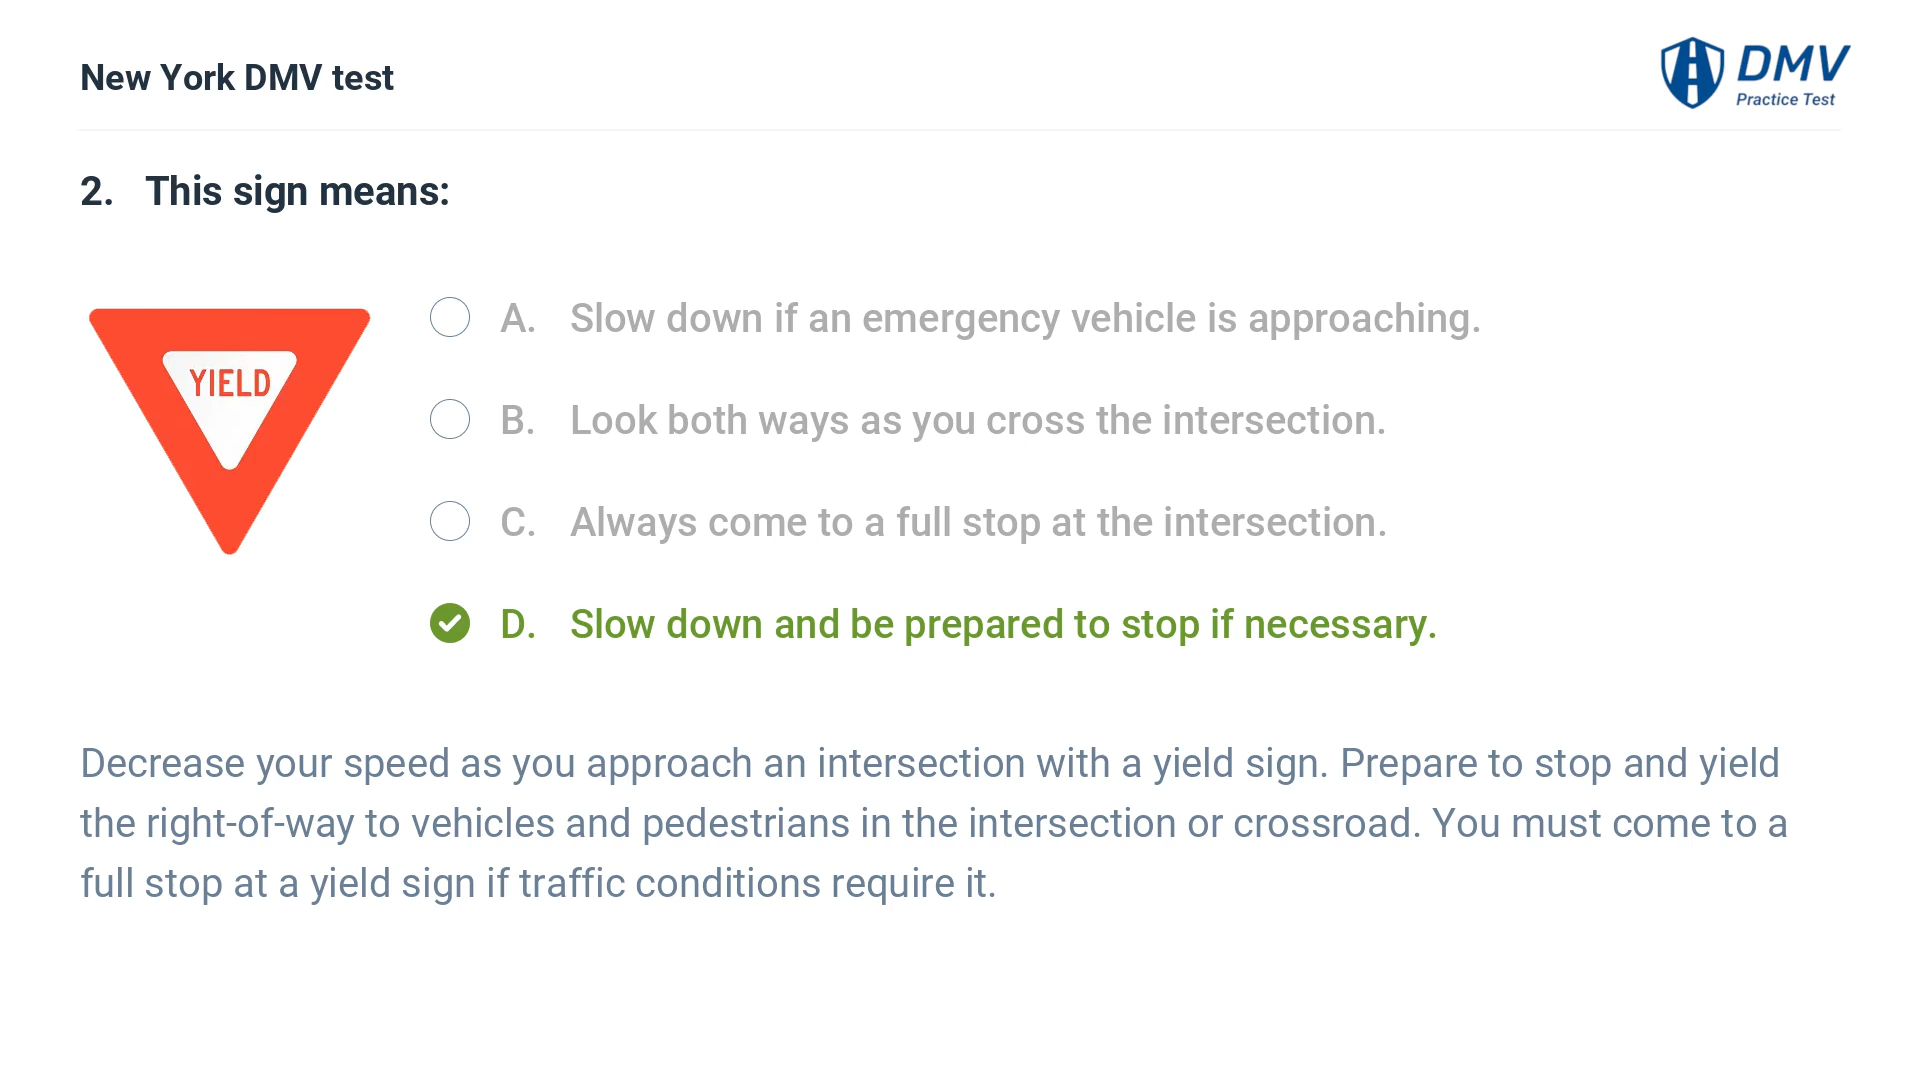 New York DMV test
DMV
Practice Test
2. This sign means:
YIELD
A. Slow down if an emergency vehicle is approaching.
B. Look both ways as you cross the intersection.
C. Always come to a full stop at the intersection.
D. Slow down and be prepared to stop if necessary.
Decrease your speed as you approach an intersection with a yield sign. Prepare to stop and yield
the right-of-way to vehicles and pedestrians in the intersection or crossroad. You must come to a
full stop at a yield sign if traffic conditions require it.